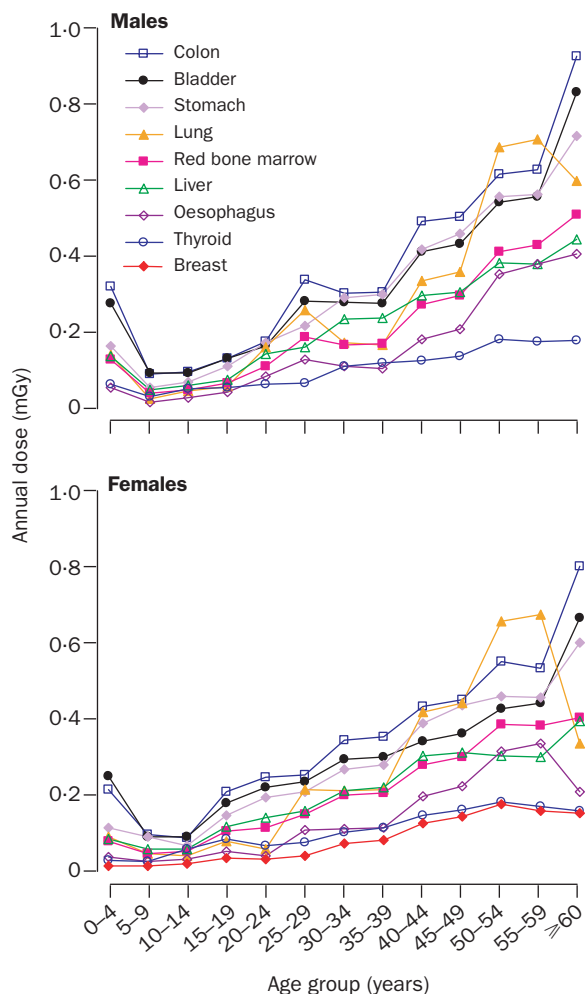 Males
1·0
0·8
0·6
0·4
0·2
0
Colon
Bladder
Stomach
Lung
Red bone marrow
Liver
Oesophagus
Thyroid
Breast
Annual dose (mGy)
Females
1·0
0·8
0·6
0·4
0·2
0
0–4
5–9
10–14
15–19
20–24
25–29
30–34
35–39
40–44
45–49
50–54
55–59
⩾60
Age group (years)